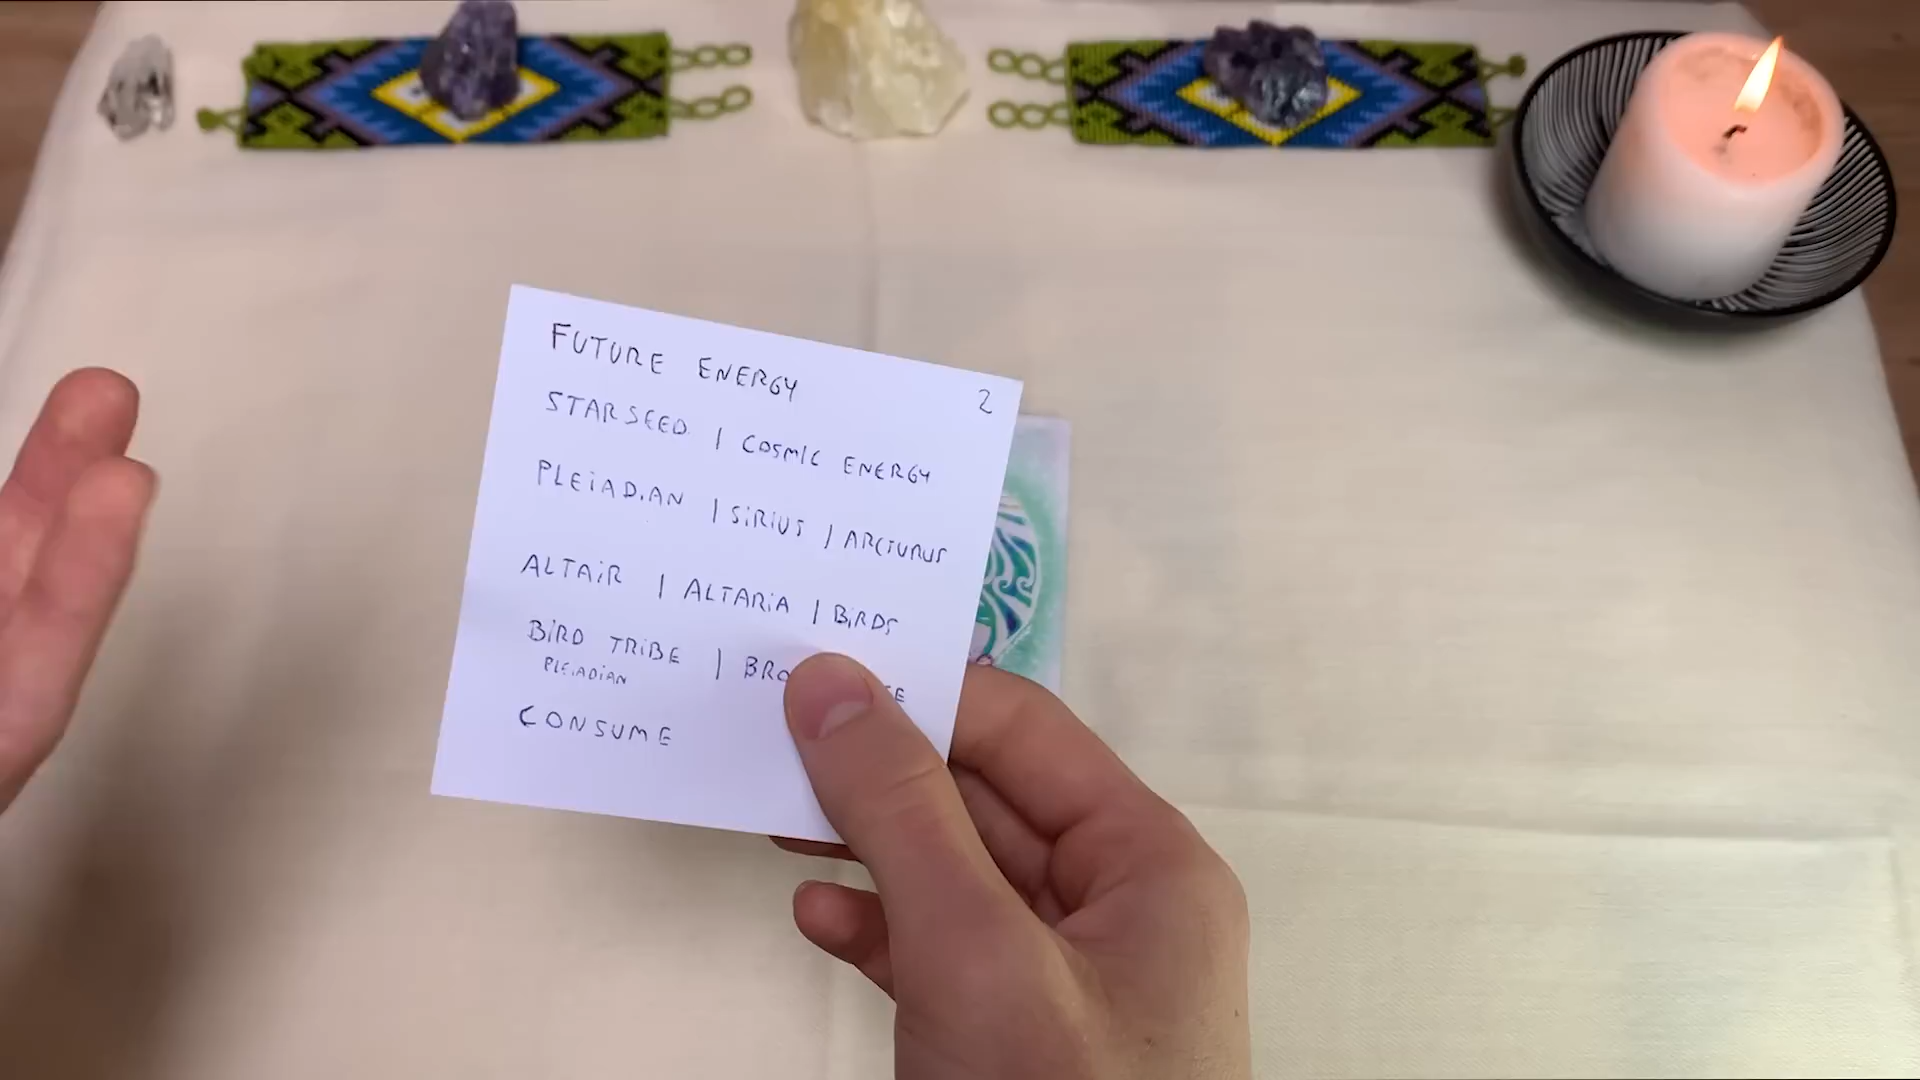 FUTURE ENERGY 2
STARSEED | COSMIC ENERGY
PLEIADIAN | SIRIUS | ARCTURUS
ALTAIR | ALTARIA | BIRDS
BIRD TRIBE |
PLEIADIAN
CONSUME